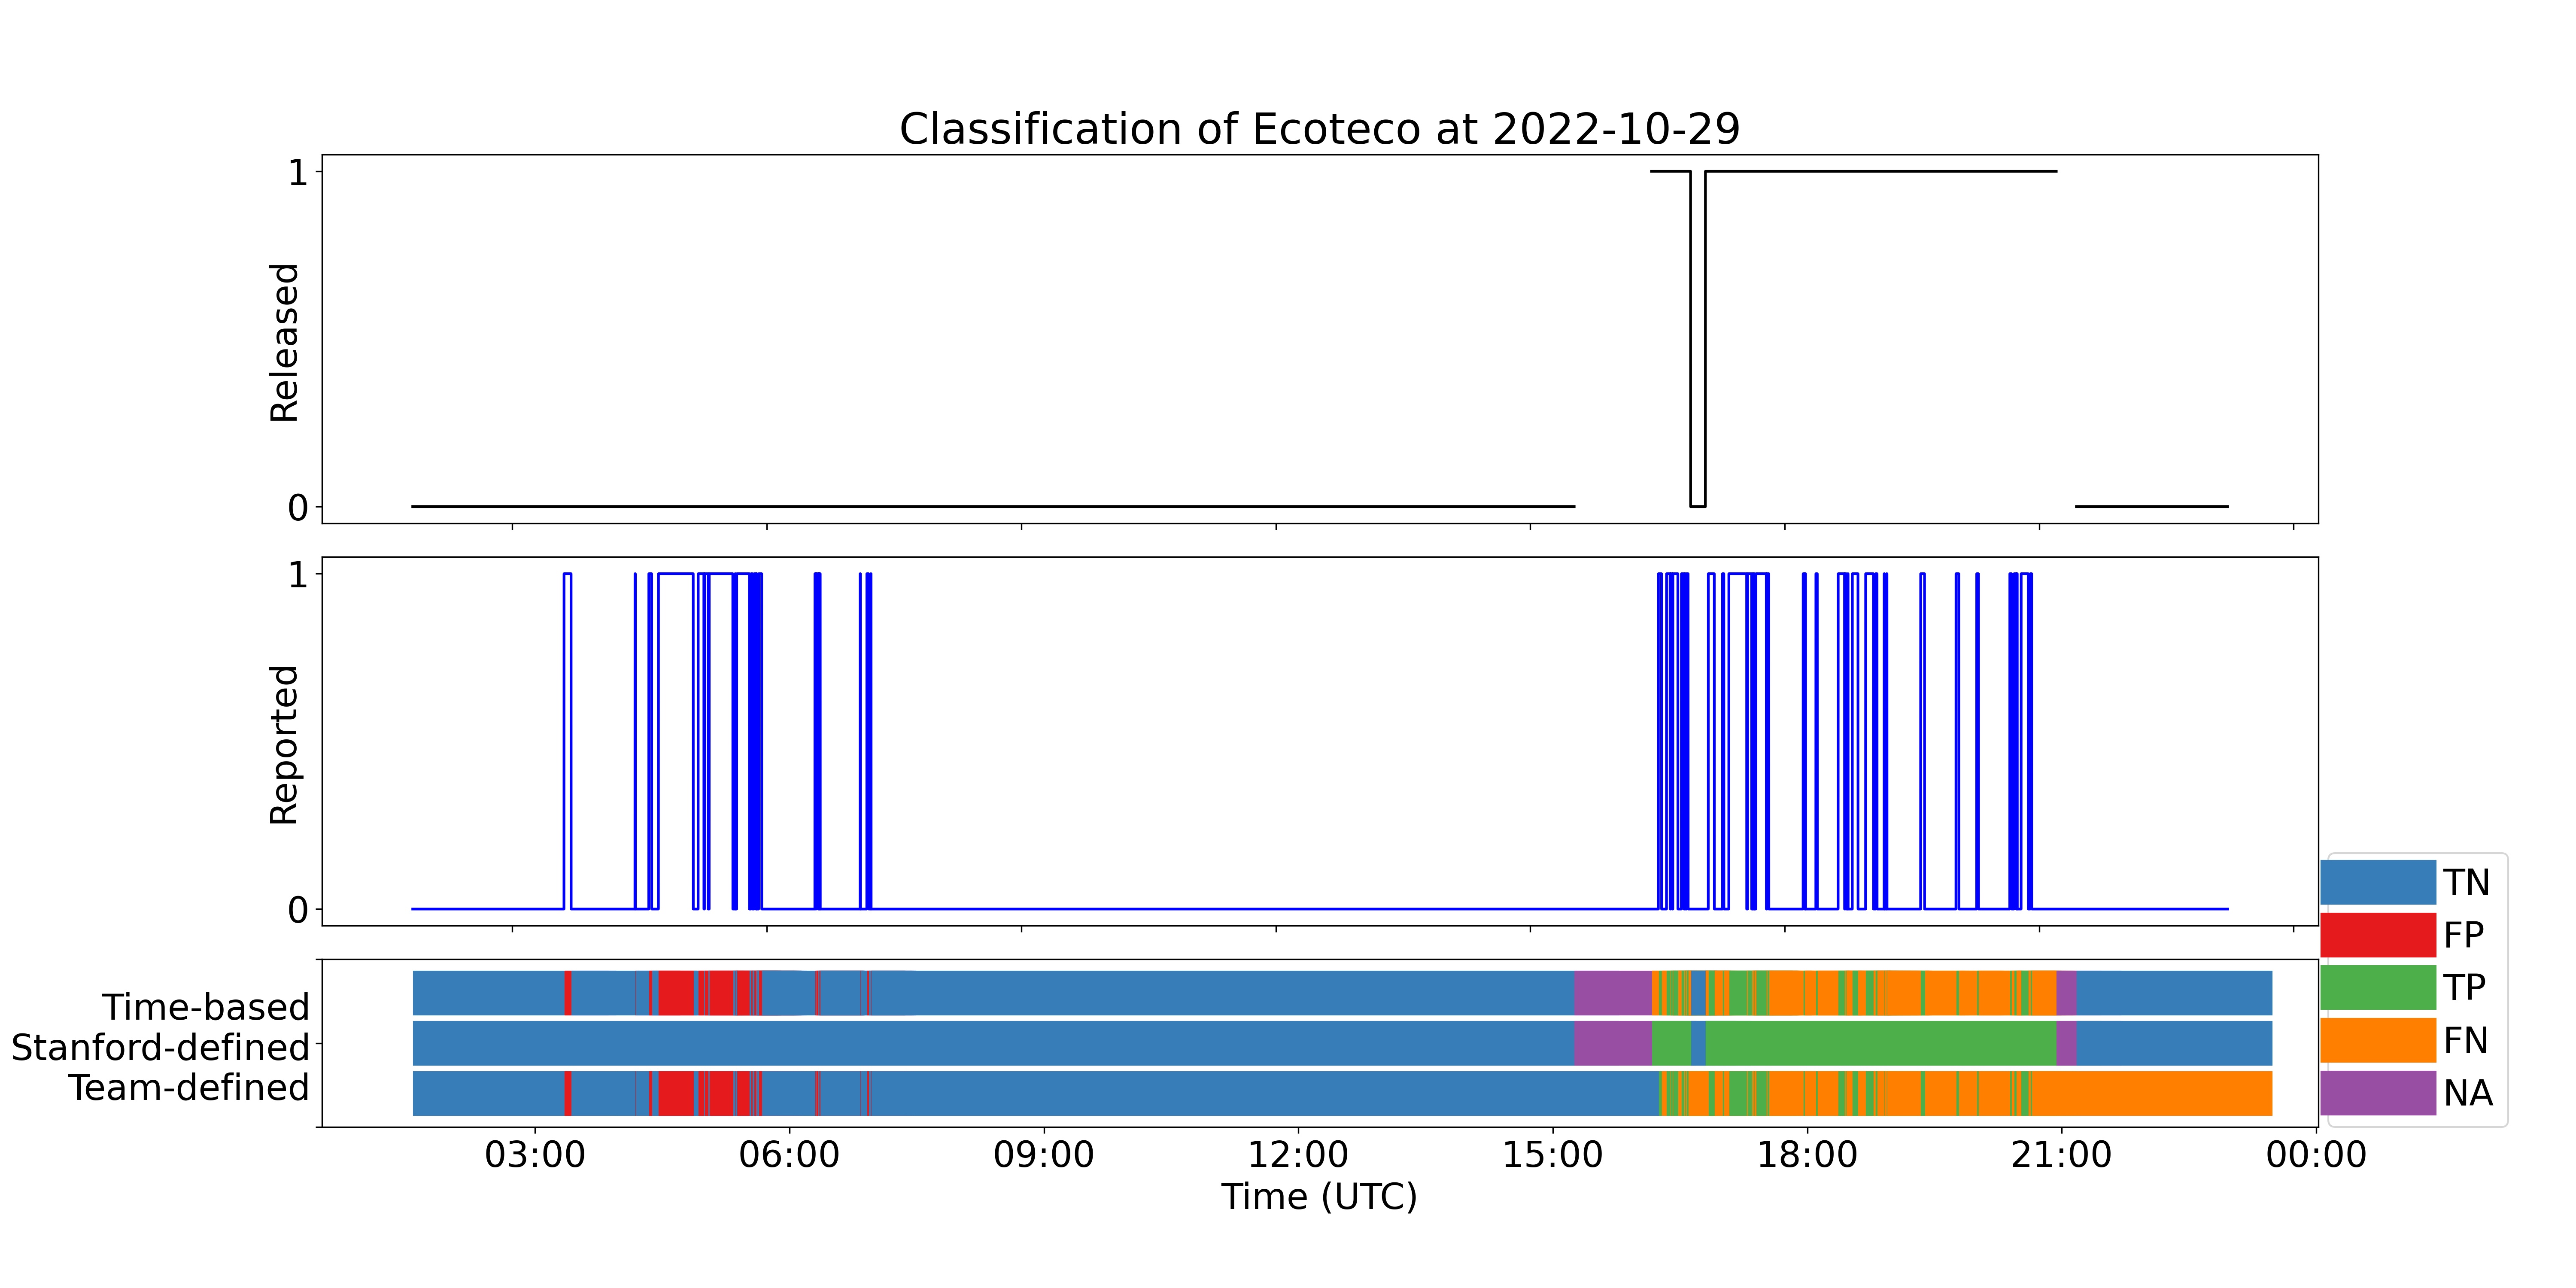 Classification of Ecoteco at 2022-10-29
1
Released
0
1
Reported
0
TN
FP
TP
FN
NA
Time-based
Stanford-defined
Team-defined
03:00 06:00 09:00 12:00 15:00 18:00 21:00 00:00
Time (UTC)